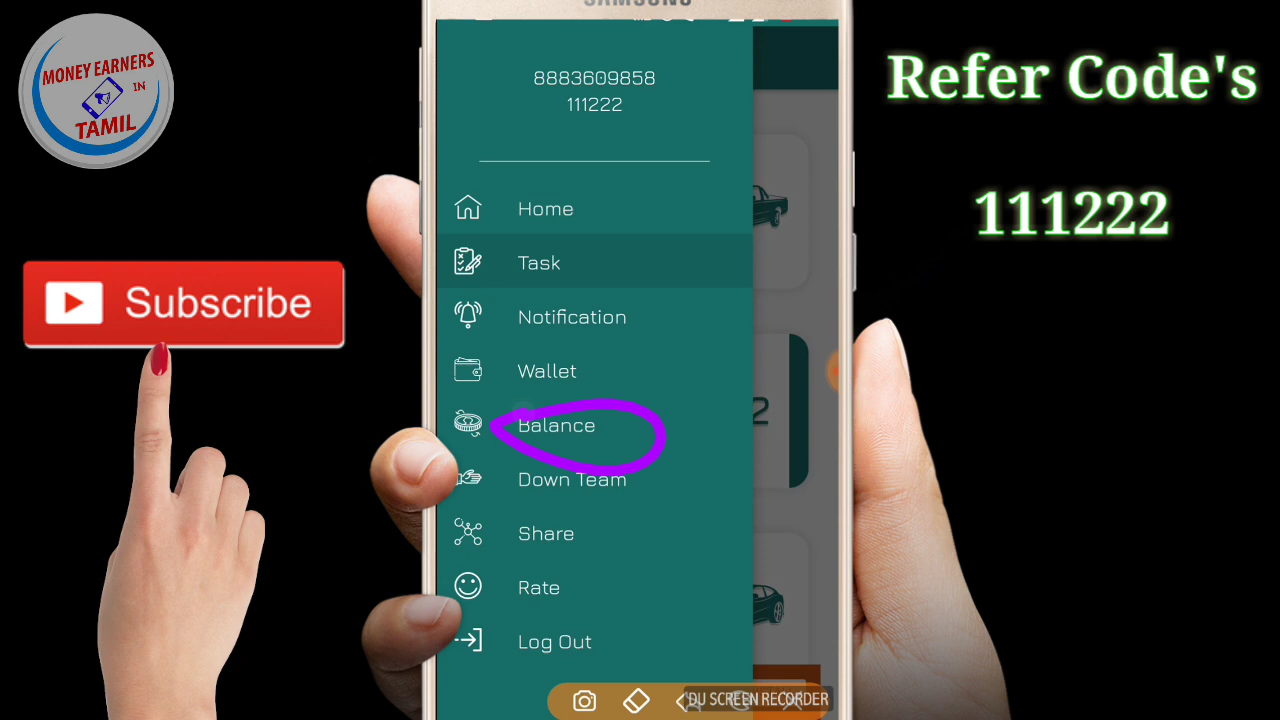 SAMSUNG
MONEY EARNERS
IN
TAMIL
8883609858
111222
Refer Code's
111222
Home
Task
Notification
Wallet
Balance
Down Team
Share
Rate
Log Out
Subscribe
2
DU SCREEN RECORDER